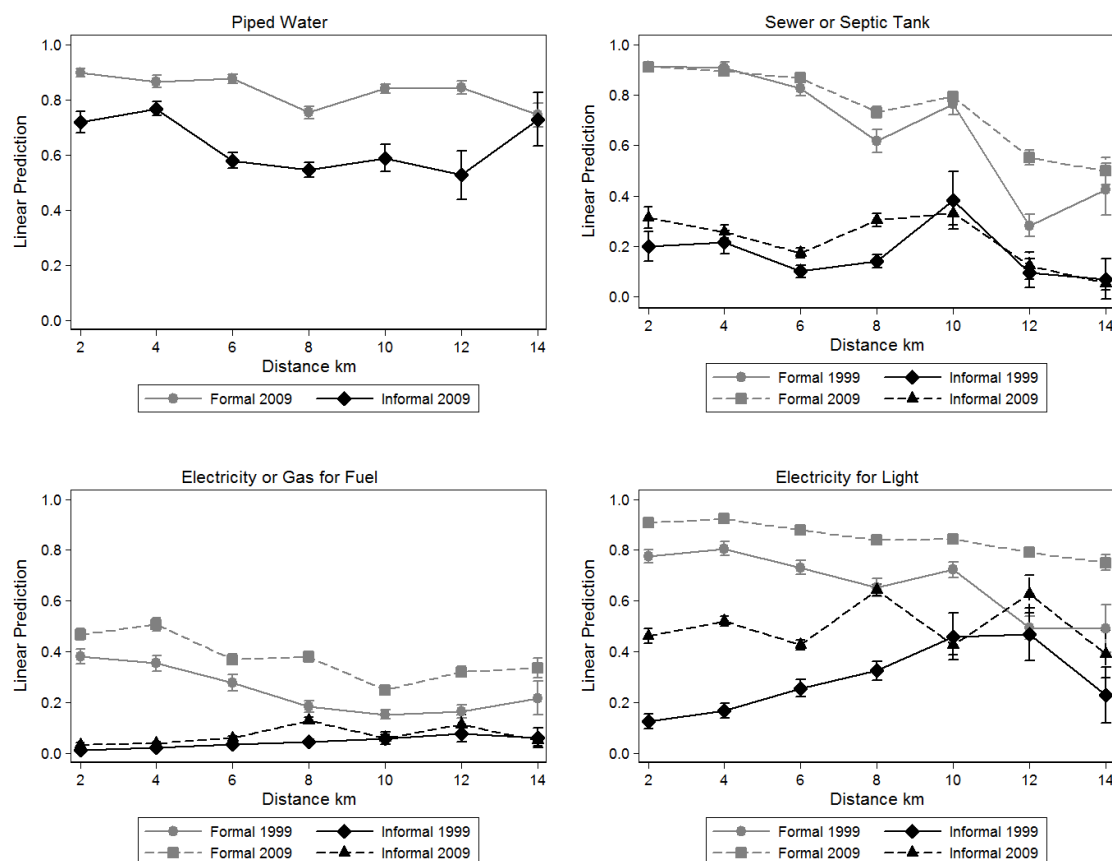 Piped Water
Linear Prediction
1.0
0.8
0.6
0.4
0.2
0.0
2 4 6 8 10 12 14
Distance km
Formal 2009 Informal 2009
Sewer or Septic Tank
Linear Prediction
1.0
0.8
0.6
0.4
0.2
0.0
2 4 6 8 10 12 14
Distance km
Formal 1999 Informal 1999
Formal 2009 Informal 2009
Electricity or Gas for Fuel
Linear Prediction
1.0
0.8
0.6
0.4
0.2
0.0
2 4 6 8 10 12 14
Distance km
Formal 1999 Informal 1999
Formal 2009 Informal 2009
Electricity for Light
Linear Prediction
1.0
0.8
0.6
0.4
0.2
0.0
2 4 6 8 10 12 14
Distance km
Formal 1999 Informal 1999
Formal 2009 Informal 2009